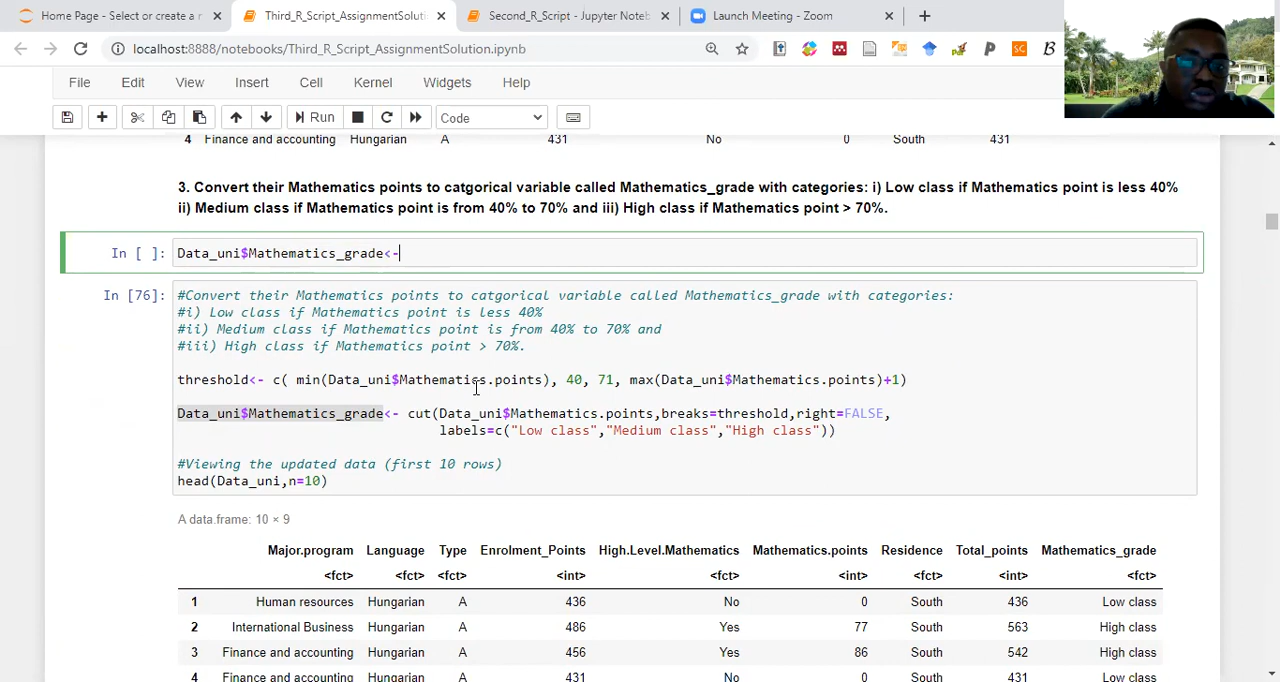 Home Page - Select or create a n
Third_R_Script_AssignmentSoluti
Second_R_Script - Jupyter Noteb
Launch Meeting - Zoom
localhost:8888/notebooks/Third_R_Script_AssignmentSolution.ipynb
SC
File Edit View Insert Cell Kernel Widgets Help
Run
Code
4 Finance and accounting Hungarian A 431 No 0 South 431
3. Convert their Mathematics points to catgorical variable called Mathematics_grade with categories: i) Low class if Mathematics point is less 40%
ii) Medium class if Mathematics point is from 40% to 70% and iii) High class if Mathematics point > 70%.
In [ ]: Data_uni$Mathematics_grade<-
In [76]: #Convert their Mathematics points to catgorical variable called Mathematics_grade with categories:
#i) Low class if Mathematics point is less 40%
#ii) Medium class if Mathematics point is from 40% to 70% and
#iii) High class if Mathematics point > 70%.
threshold<- c( min(Data_uni$Mathematics.points), 40, 71, max(Data_uni$Mathematics.points)+1)
Data_uni$Mathematics_grade<- cut(Data_uni$Mathematics.points,breaks=threshold,right=FALSE,
labels=c("Low class","Medium class","High class"))
#Viewing the updated data (first 10 rows)
head(Data_uni,n=10)
A data.frame: 10 × 9
Major.program Language Type Enrolment_Points High.Level.Mathematics Mathematics.points Residence Total_points Mathematics_grade
<fct> <fct> <fct> <int> <fct> <int> <fct> <int> <fct>
1 Human resources Hungarian A 436 No 0 South 436 Low class
2 International Business Hungarian A 486 Yes 77 South 563 High class
3 Finance and accounting Hungarian A 456 Yes 86 South 542 High class
4 Finance and accounting Hungarian A 431 No 0 South 431 Low class